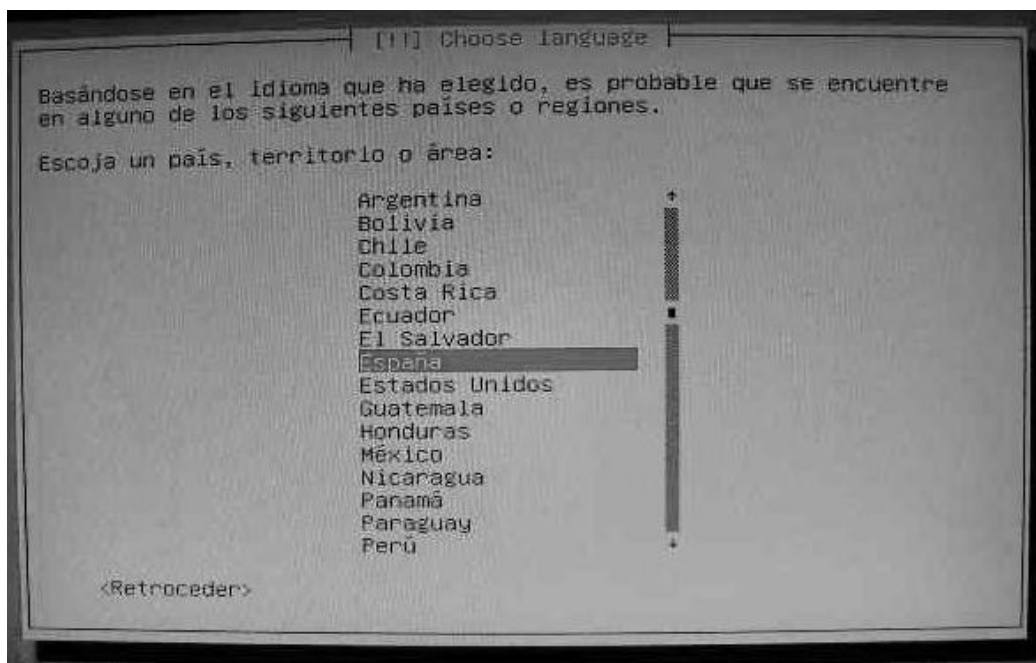 [!!] Choose language
Basándose en el idioma que ha elegido, es probable que se encuentre
en alguno de los siguientes países o regiones.
Escoja un país, territorio o área:
Argentina
Bolivia
Chile
Colombia
Costa Rica
Ecuador
El Salvador
España
Estados Unidos
Guatemala
Honduras
México
Nicaragua
Panamá
Paraguay
Perú
<Retroceder>